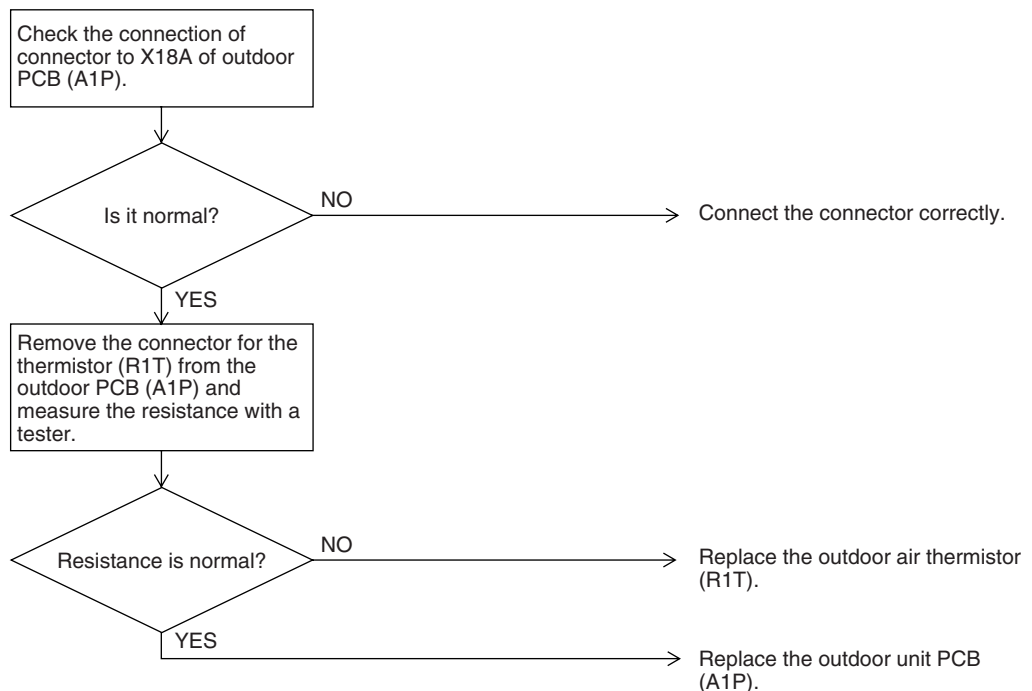 Check the connection of
connector to X18A of outdoor
PCB (A1P).
Is it normal?
NO
Connect the connector correctly.
YES
Remove the connector for the
thermistor (R1T) from the
outdoor PCB (A1P) and
measure the resistance with a
tester.
Resistance is normal?
NO
Replace the outdoor air thermistor
(R1T).
YES
Replace the outdoor unit PCB
(A1P).